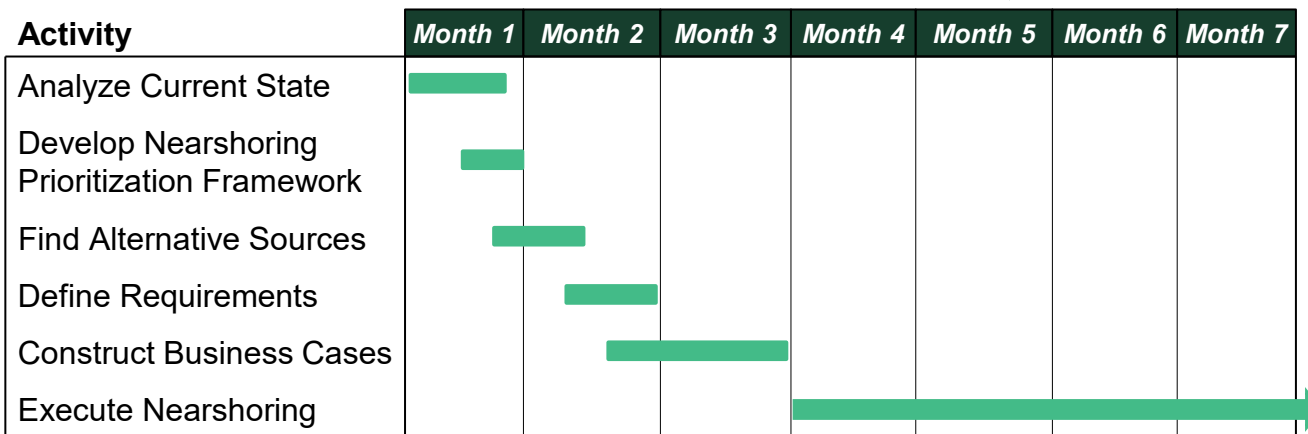 Activity Month 1 Month 2 Month 3 Month 4 Month 5 Month 6 Month 7
Analyze Current State
Develop Nearshoring
Prioritization Framework
Find Alternative Sources
Define Requirements
Construct Business Cases
Execute Nearshoring